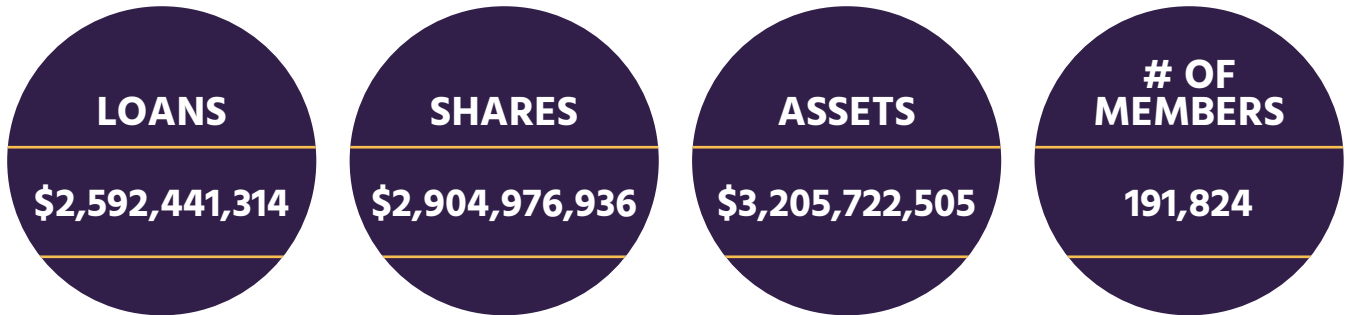 LOANS
$2,592,441,314
SHARES
$2,904,976,936
ASSETS
$3,205,722,505
# OF
MEMBERS
191,824